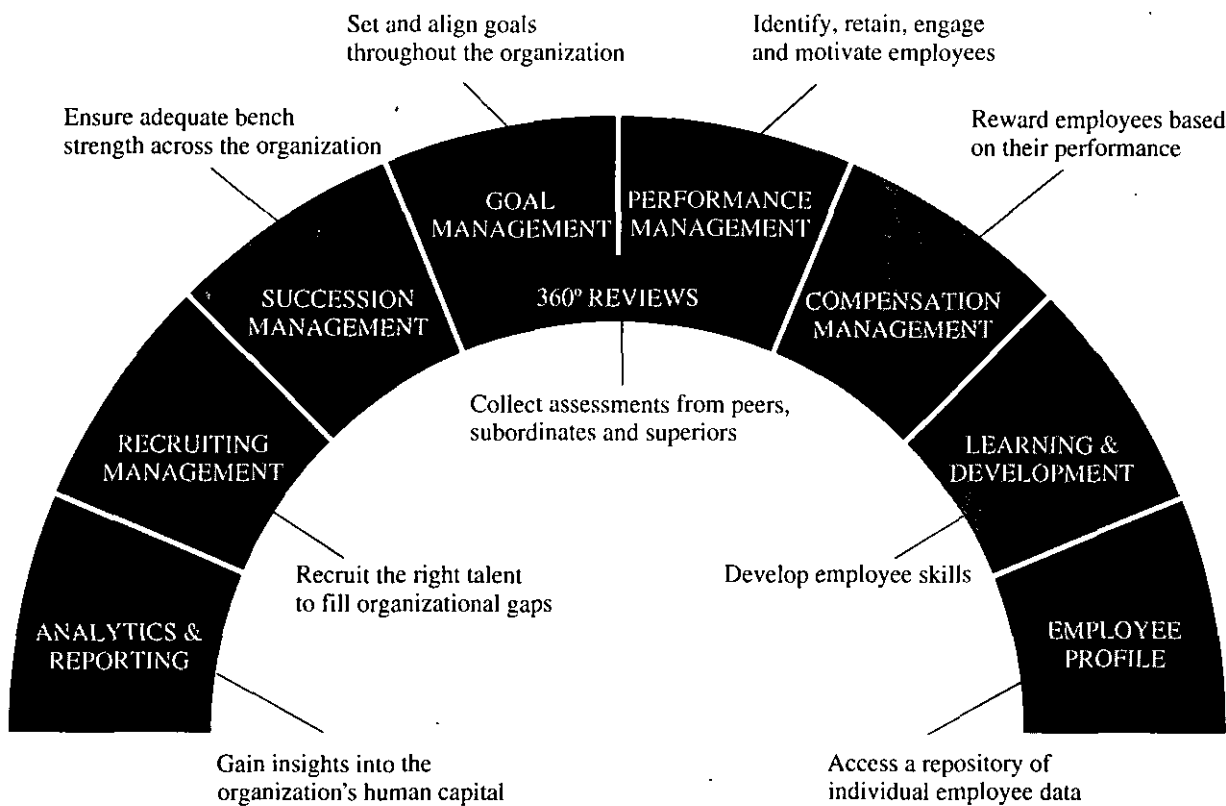 Set and align goals
throughout the organization
Identify, retain, engage
and motivate employees
Ensure adequate bench
strength across the organization
Reward employees based
on their performance
GOAL
MANAGEMENT
PERFORMANCE
MANAGEMENT
360º REVIEWS
SUCCESSION
MANAGEMENT
COMPENSATION
MANAGEMENT
Collect assessments from peers,
subordinates and superiors
RECRUITING
MANAGEMENT
LEARNING &
DEVELOPMENT
Recruit the right talent
to fill organizational gaps
Develop employee skills
ANALYTICS &
REPORTING
EMPLOYEE
PROFILE
Gain insights into the
organization's human capital
Access a repository of
individual employee data